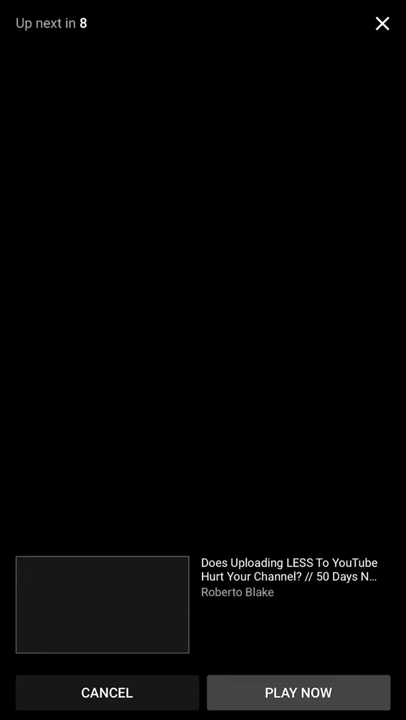 Up next in 8
Does Uploading LESS To YouTube
Hurt Your Channel? // 50 Days N...
Roberto Blake
CANCEL
PLAY NOW